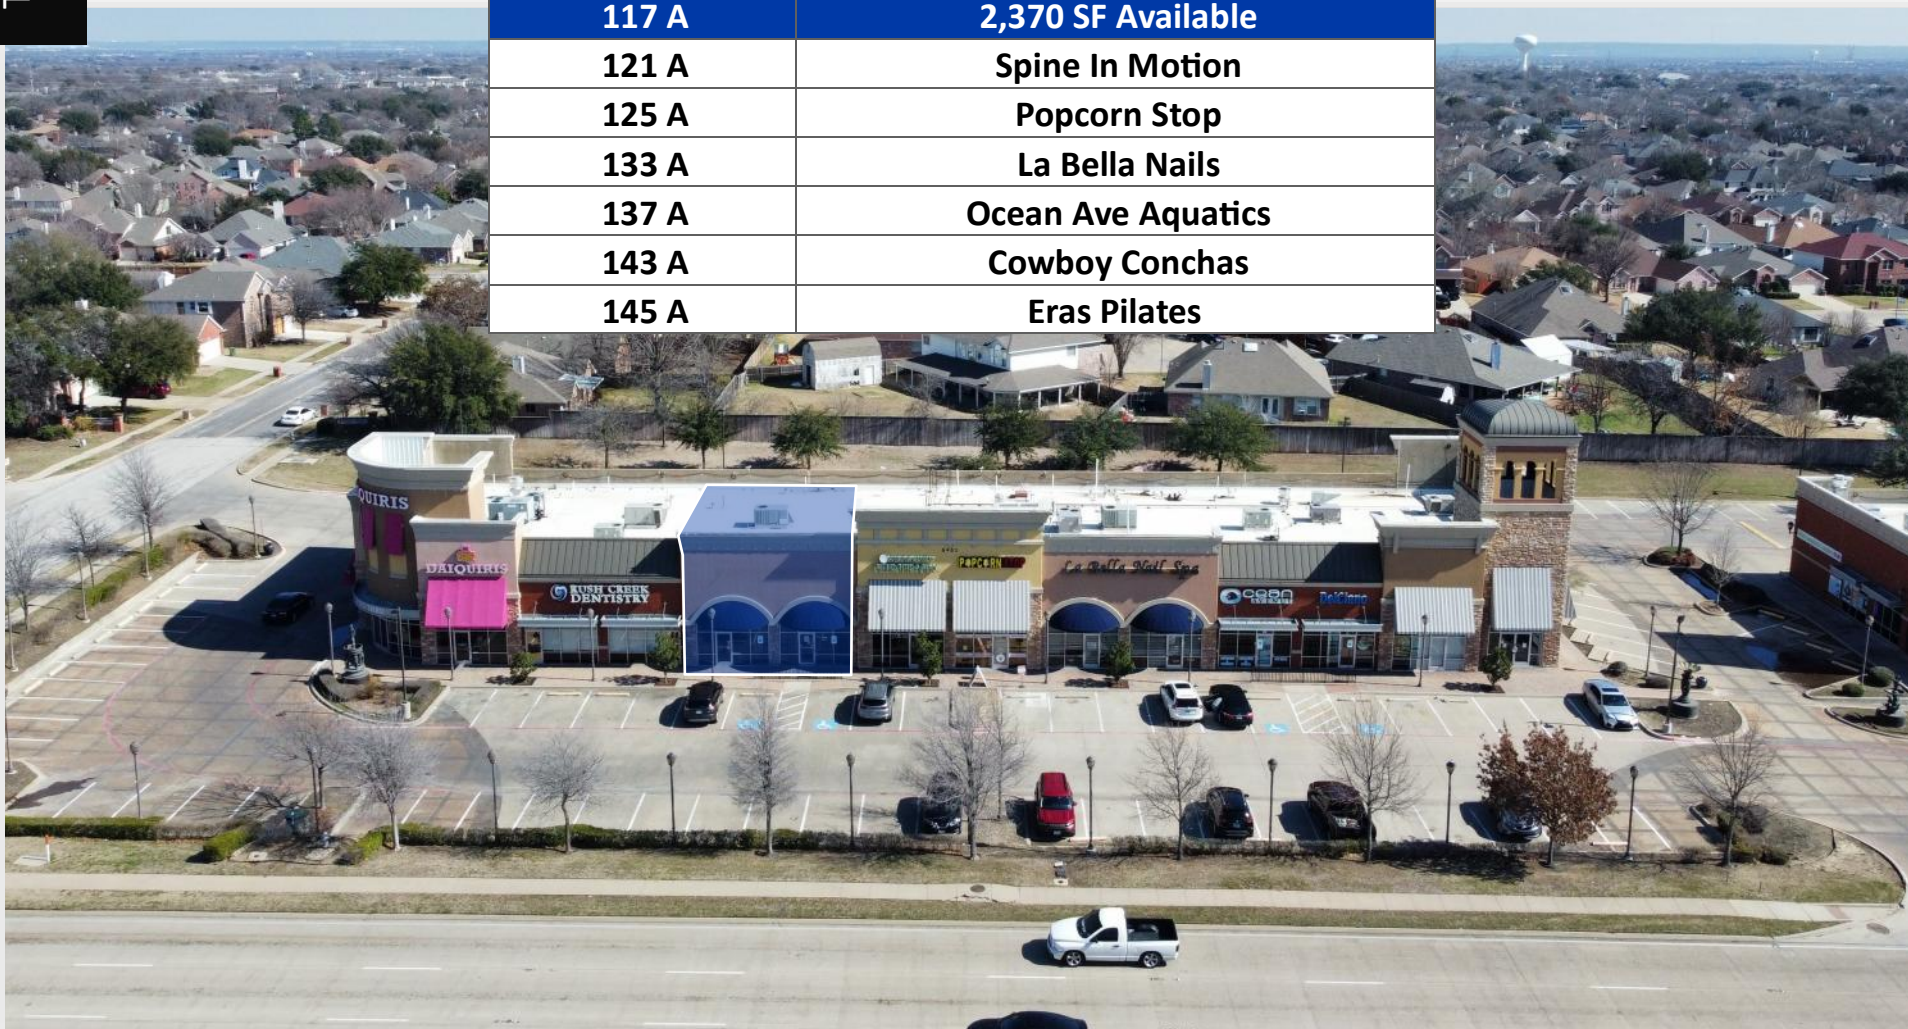 117 A 2,370 SF Available
121 A Spine In Motion
125 A Popcorn Stop
133 A La Bella Nails
137 A Ocean Ave Aquatics
143 A Cowboy Conchas
145 A Eras Pilates
QUIRIS
DAIQUIRIS
RUSH CREEK
DENTISTRY
POPCORN
La Bella Nail Spa